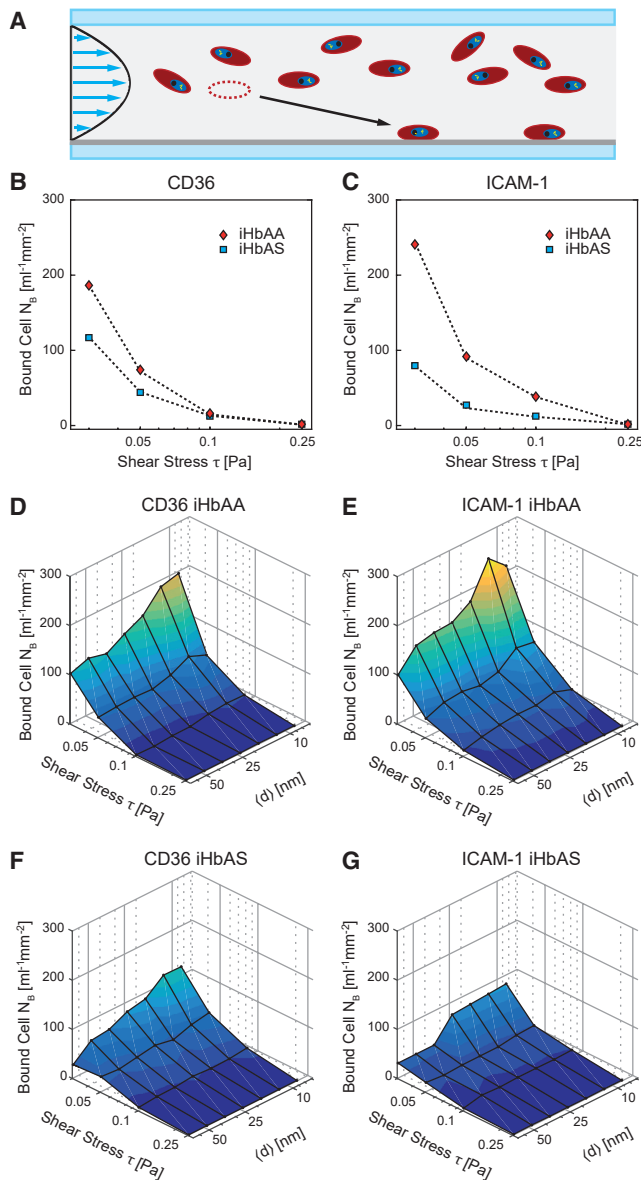 A
B
CD36
Bound Cell N_B [ml⁻¹mm⁻²]
300
200
100
0
iHbAA
iHbAS
0.05
0.1
0.25
Shear Stress τ [Pa]
C
ICAM-1
Bound Cell N_B [ml⁻¹mm⁻²]
300
200
100
0
iHbAA
iHbAS
0.05
0.1
0.25
Shear Stress τ [Pa]
D
CD36 iHbAA
Bound Cell N_B [ml⁻¹mm⁻²]
300
200
100
0
0.05
0.1
0.25
Shear Stress τ [Pa]
50
25
10
⟨d⟩ [nm]
E
ICAM-1 iHbAA
Bound Cell N_B [ml⁻¹mm⁻²]
300
200
100
0
0.05
0.1
0.25
Shear Stress τ [Pa]
50
25
10
⟨d⟩ [nm]
F
CD36 iHbAS
Bound Cell N_B [ml⁻¹mm⁻²]
300
200
100
0
0.05
0.1
0.25
Shear Stress τ [Pa]
50
25
10
⟨d⟩ [nm]
G
ICAM-1 iHbAS
Bound Cell N_B [ml⁻¹mm⁻²]
300
200
100
0
0.05
0.1
0.25
Shear Stress τ [Pa]
50
25
10
⟨d⟩ [nm]